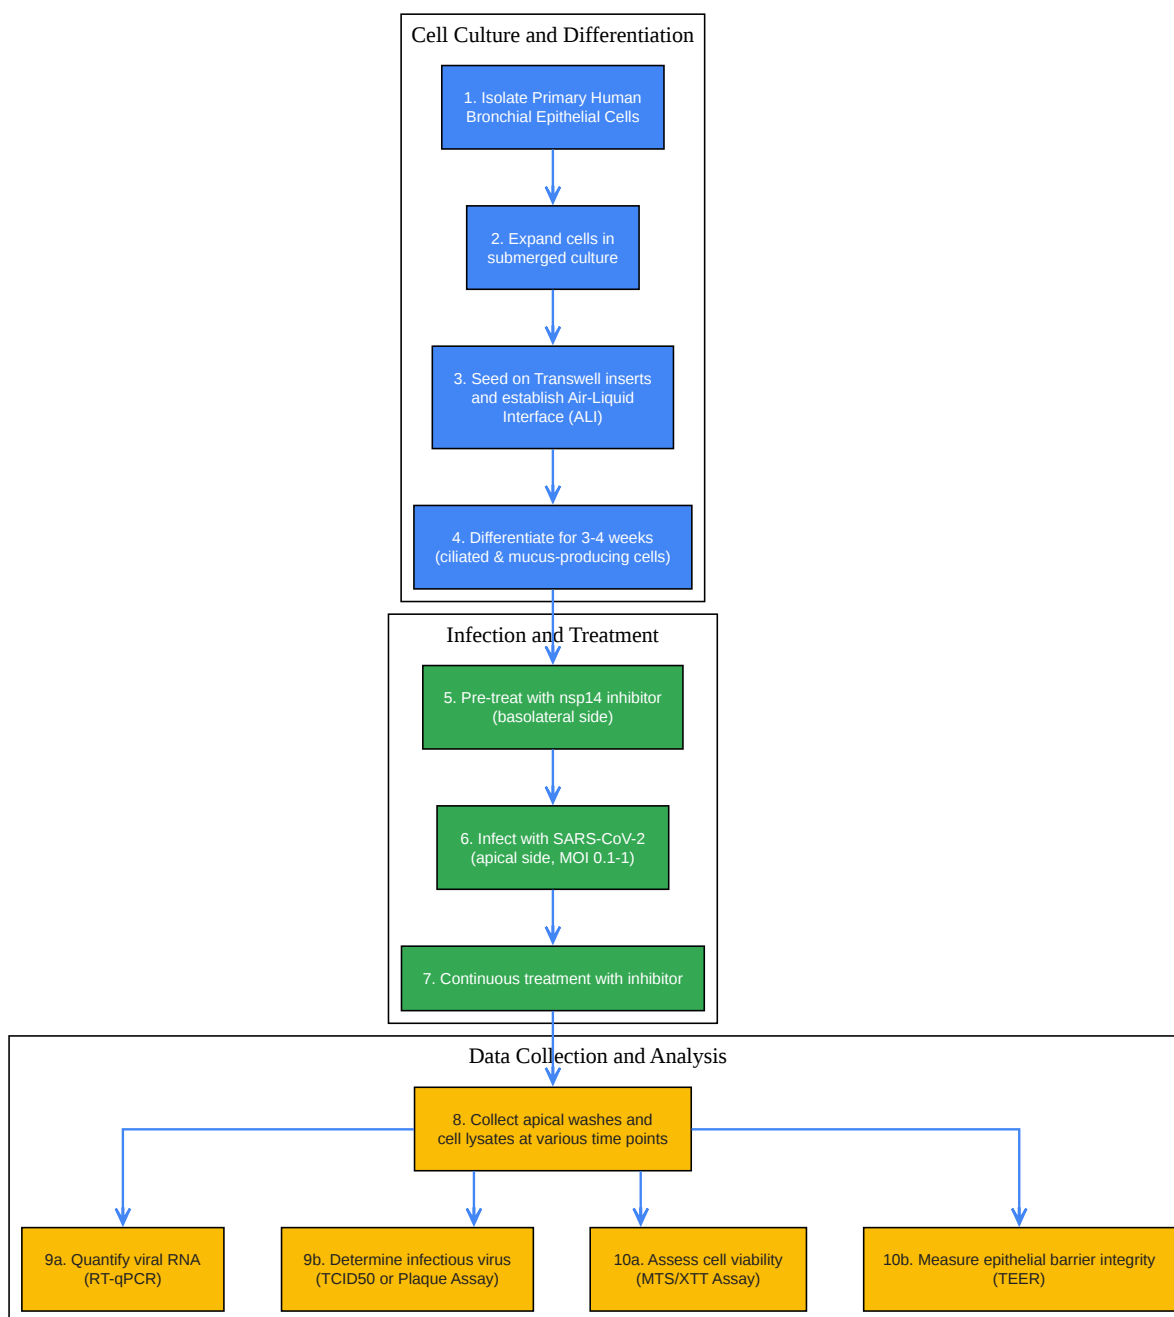 Cell Culture and Differentiation
1. Isolate Primary Human
Bronchial Epithelial Cells
2. Expand cells in
submerged culture
3. Seed on Transwell inserts
and establish Air-Liquid
Interface (ALI)
4. Differentiate for 3-4 weeks
(ciliated & mucus-producing cells)
Infection and Treatment
5. Pre-treat with nsp14 inhibitor
(basolateral side)
6. Infect with SARS-CoV-2
(apical side, MOI 0.1-1)
7. Continuous treatment with inhibitor
Data Collection and Analysis
8. Collect apical washes and
cell lysates at various time points
9a. Quantify viral RNA
(RT-qPCR)
9b. Determine infectious virus
(TCID50 or Plaque Assay)
10a. Assess cell viability
(MTS/XTT Assay)
10b. Measure epithelial barrier integrity
(TEER)